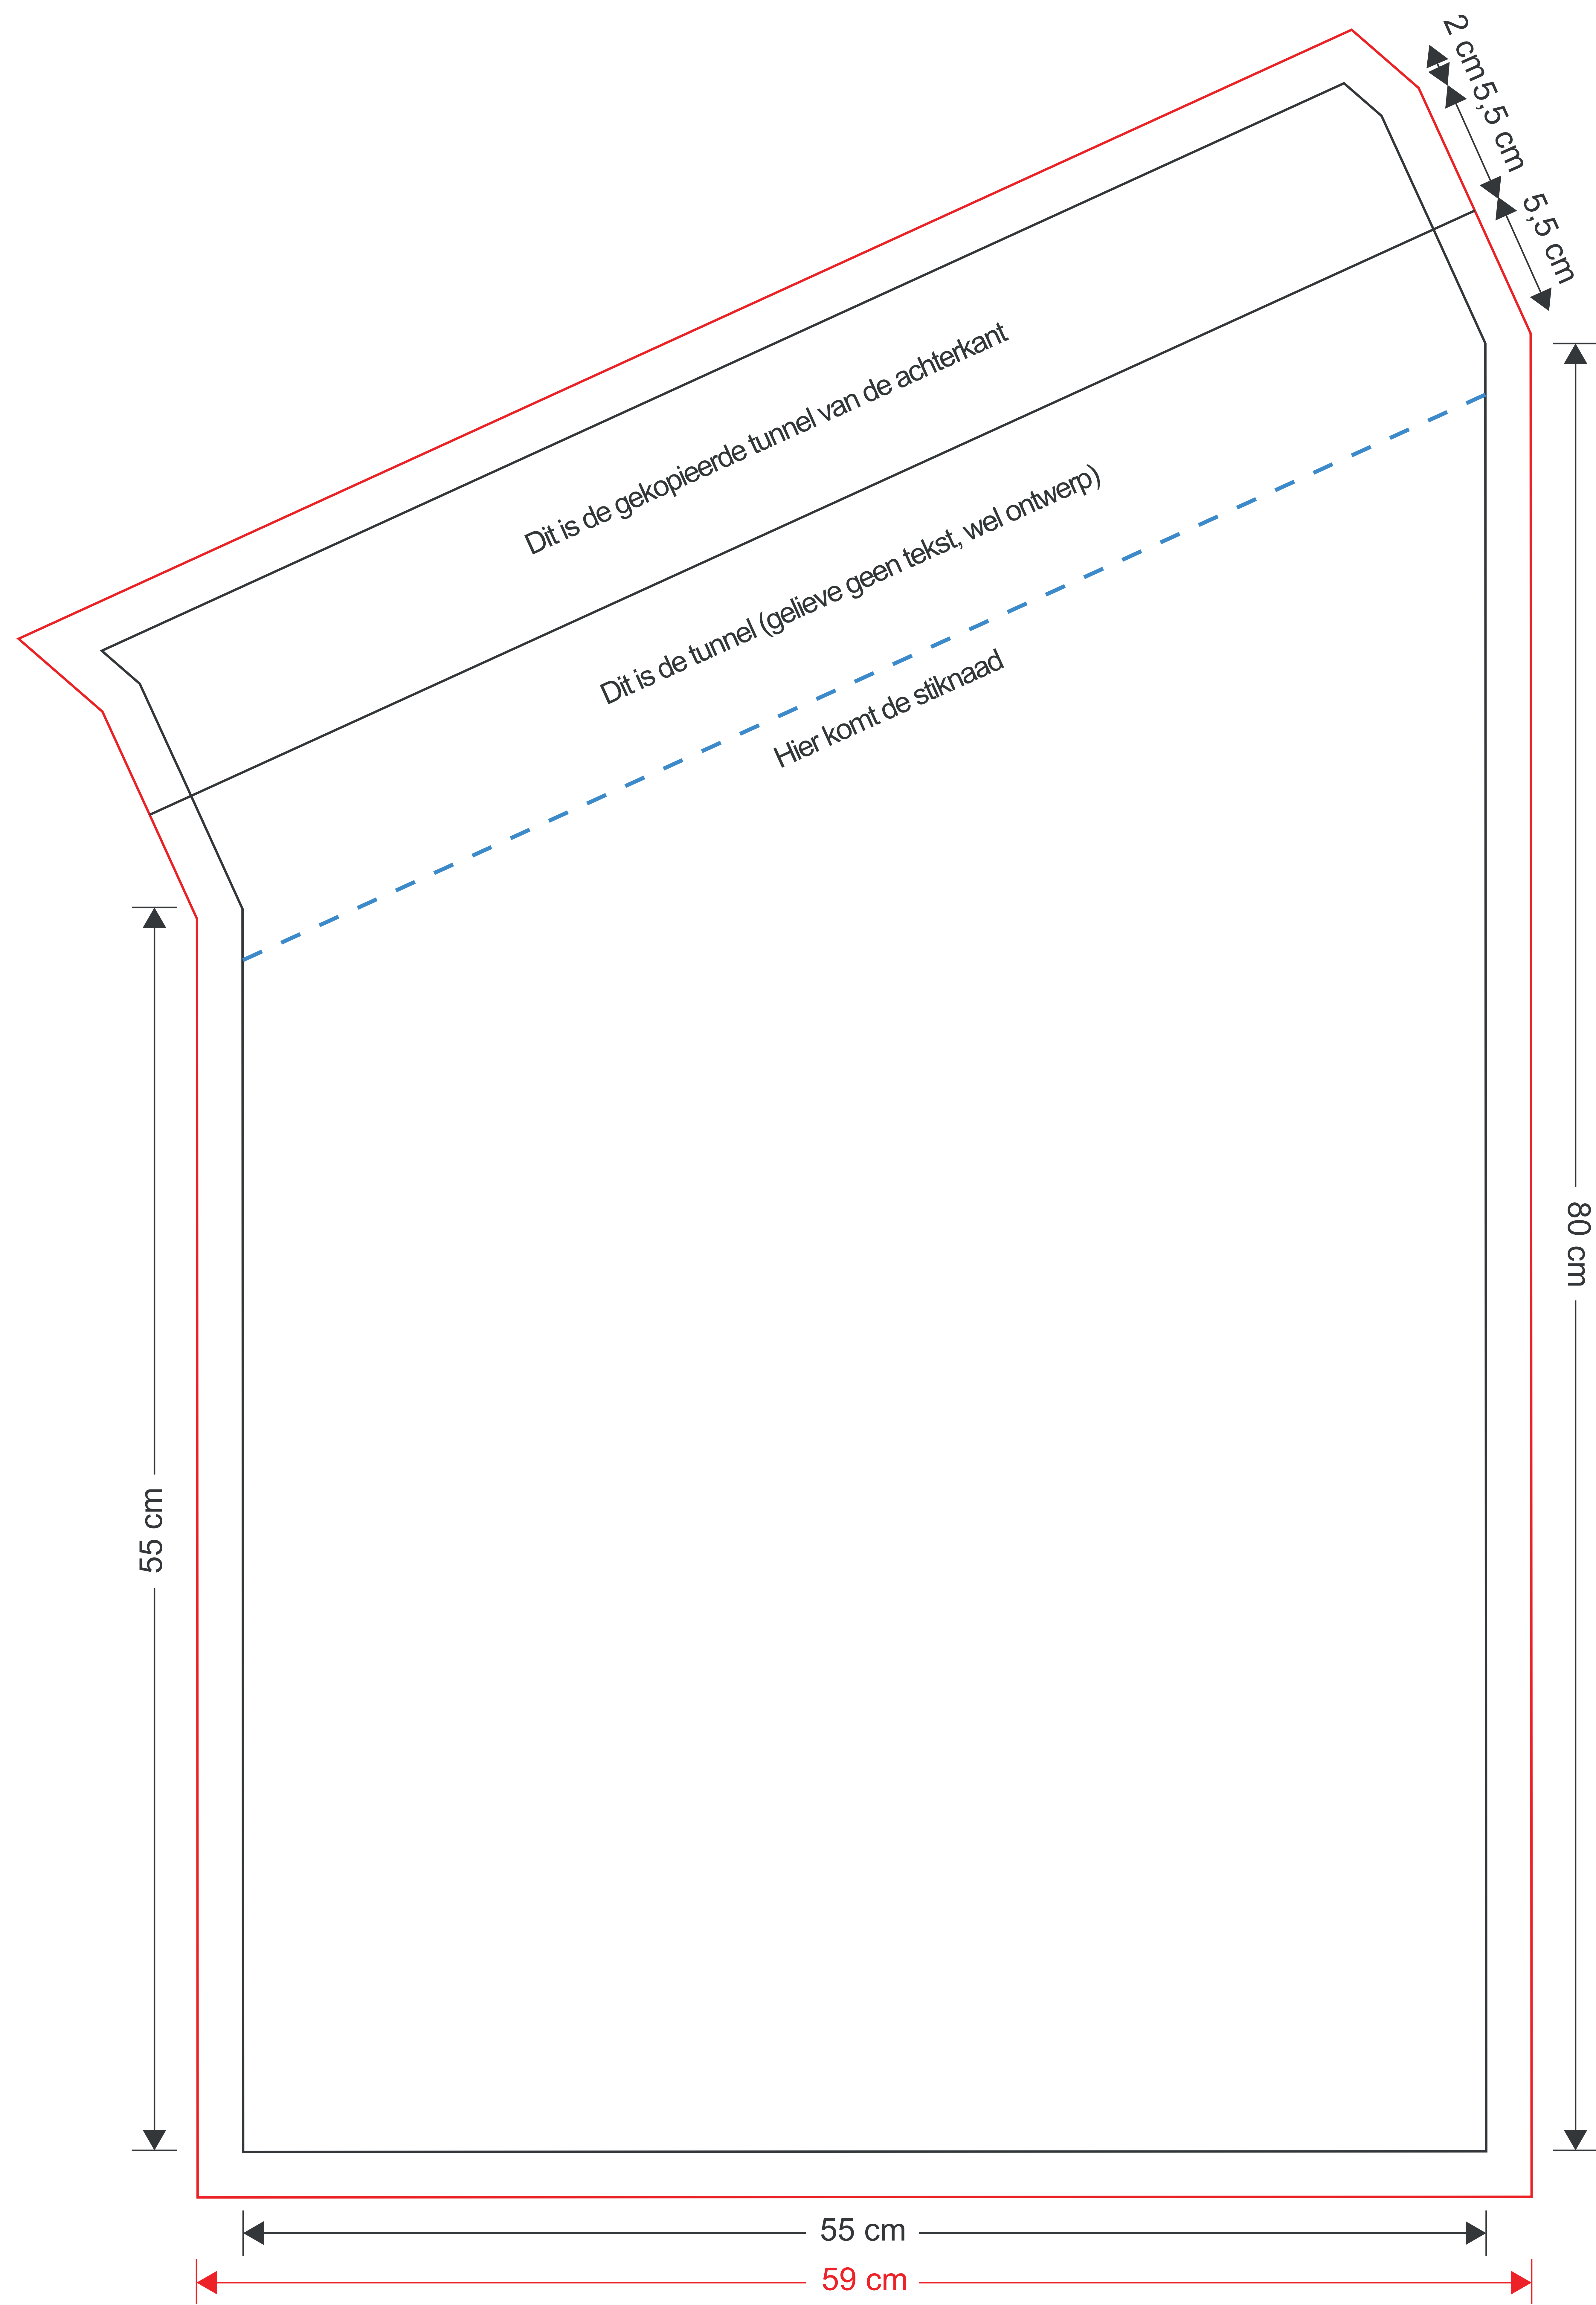 2 cm
5,5 cm
5,5 cm
Dit is de gekopieerde tunnel van de achterkant
Dit is de tunnel (gelieve geen tekst, wel ontwerp)
Hier komt de stiknaad
80 cm
55 cm
55 cm
59 cm